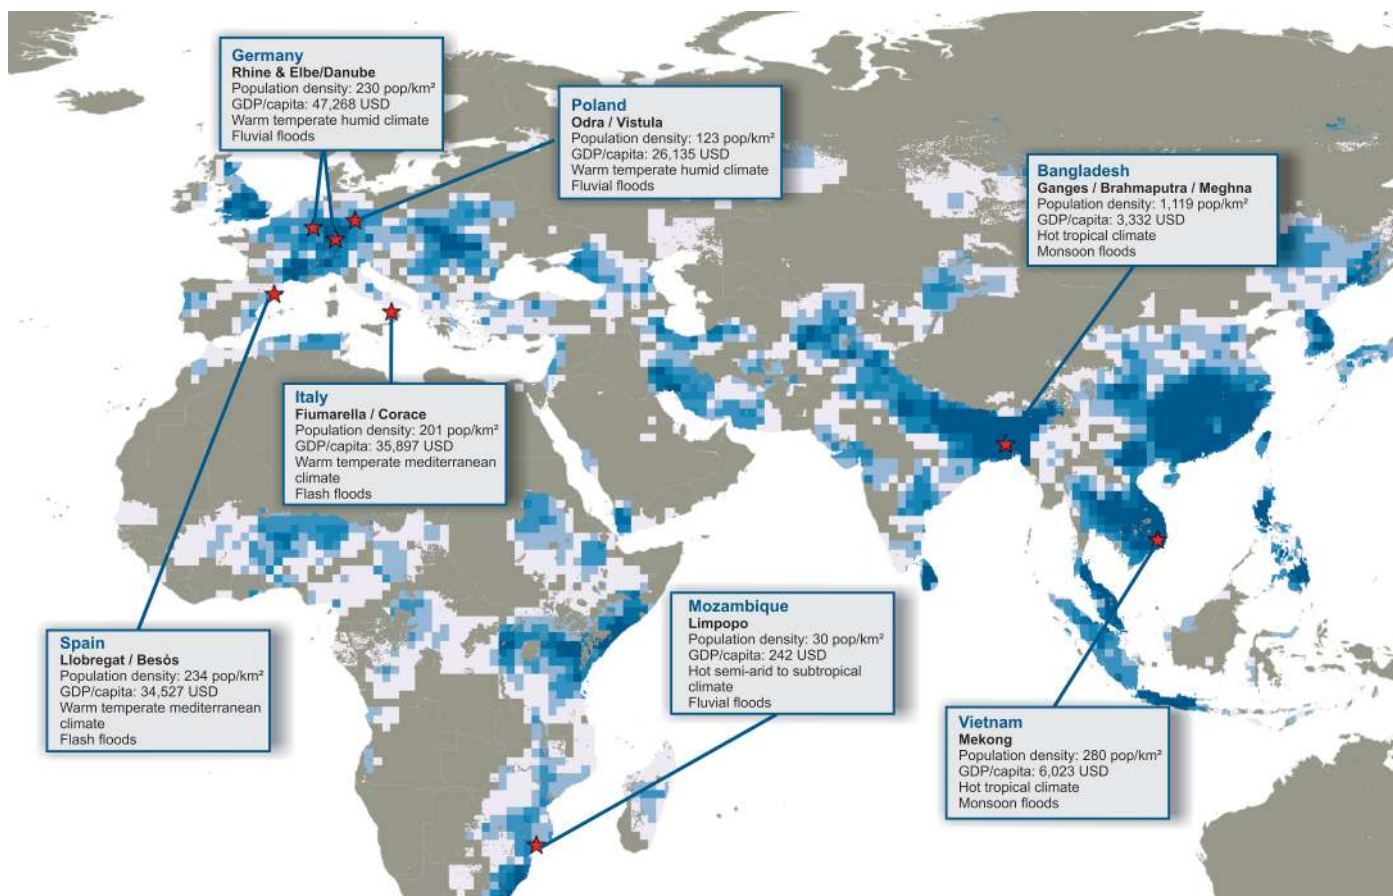 Germany
Rhine & Elbe/Danube
Population density: 230 pop/km²
GDP/capita: 47,268 USD
Warm temperate humid climate
Fluvial floods
Poland
Odra / Vistula
Population density: 123 pop/km²
GDP/capita: 26,135 USD
Warm temperate humid climate
Fluvial floods
Bangladesh
Ganges / Brahmaputra / Meghna
Population density: 1,119 pop/km²
GDP/capita: 3,332 USD
Hot tropical climate
Monsoon floods
Italy
Fiumarella / Corace
Population density: 201 pop/km²
GDP/capita: 35,897 USD
Warm temperate mediterranean
climate
Flash floods
Spain
Llobregat / Besòs
Population density: 234 pop/km²
GDP/capita: 34,527 USD
Warm temperate mediterranean
climate
Flash floods
Mozambique
Limpopo
Population density: 30 pop/km²
GDP/capita: 242 USD
Hot semi-arid to subtropical
climate
Fluvial floods
Vietnam
Mekong
Population density: 280 pop/km²
GDP/capita: 6,023 USD
Hot tropical climate
Monsoon floods